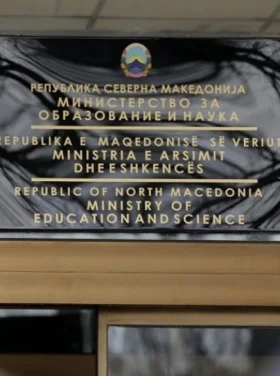 РЕПУБЛИКА СЕВЕРНА МАКЕДОНИЈА
МИНИСТЕРСТВО ЗА
ОБРАЗОВАНИЕ И НАУКА
REPUBLIKA E MAQEDONISË SË VERIUT
MINISTRIA E ARSIMIT
DHE ESHKENCËS
REPUBLIC OF NORTH MACEDONIA
MINISTRY OF
EDUCATION AND SCIENCE